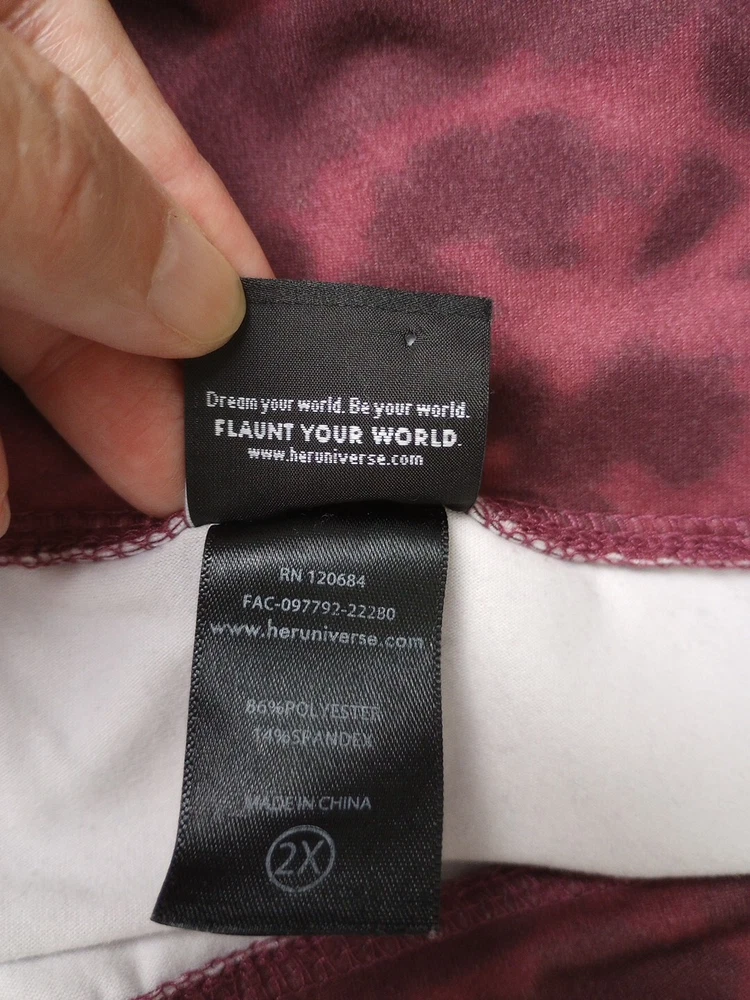 Dream your world. Be your world.
FLAUNT YOUR WORLD.
www.heruniverse.com
RN 120684
FAC-097792-22280
www.heruniverse.com
86%POLYESTER
14%SPANDEX
MADE IN CHINA
2X